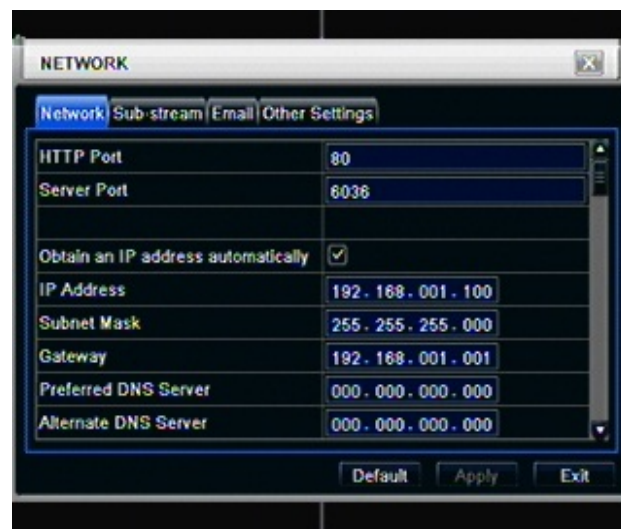 NETWORK
Network Sub-stream Email Other Settings
HTTP Port 80
Server Port 6036
Obtain an IP address automatically
IP Address 192 . 168 . 001 . 100
Subnet Mask 255 . 255 . 255 . 000
Gateway 192 . 168 . 001 . 001
Preferred DNS Server 000 . 000 . 000 . 000
Alternate DNS Server 000 . 000 . 000 . 000
Default Apply Exit